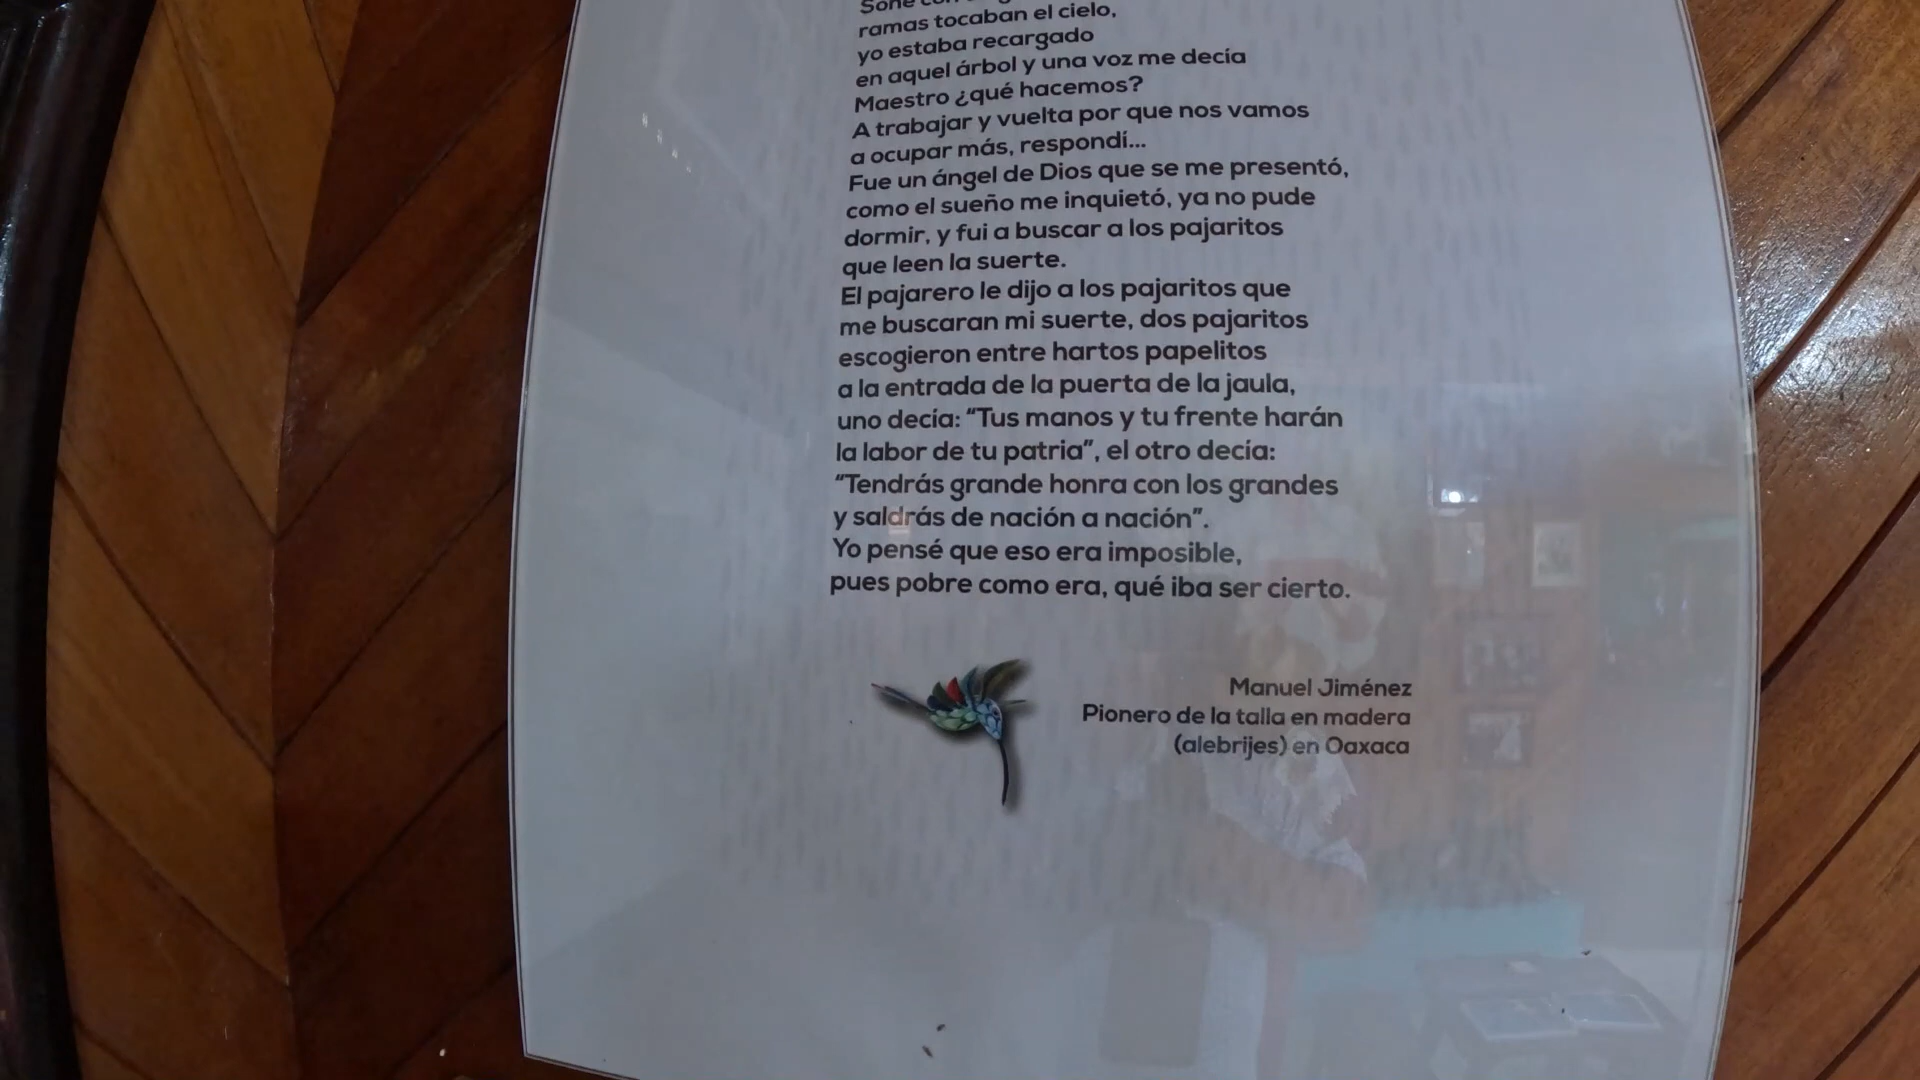 Soñé con
ramas tocaban el cielo,
yo estaba recargado
en aquel árbol y una voz me decía
Maestro ¿qué hacemos?
A trabajar y vuelta por que nos vamos
a ocupar más, respondí...
Fue un ángel de Dios que se me presentó,
como el sueño me inquietó, ya no pude
dormir, y fui a buscar a los pajaritos
que leen la suerte.
El pajarero le dijo a los pajaritos que
me buscaran mi suerte, dos pajaritos
escogieron entre hartos papelitos
a la entrada de la puerta de la jaula,
uno decía: “Tus manos y tu frente harán
la labor de tu patria”, el otro decía:
“Tendrás grande honra con los grandes
y saldrás de nación a nación”.
Yo pensé que eso era imposible,
pues pobre como era, qué iba ser cierto.
Manuel Jiménez
Pionero de la talla en madera
(alebrijes) en Oaxaca